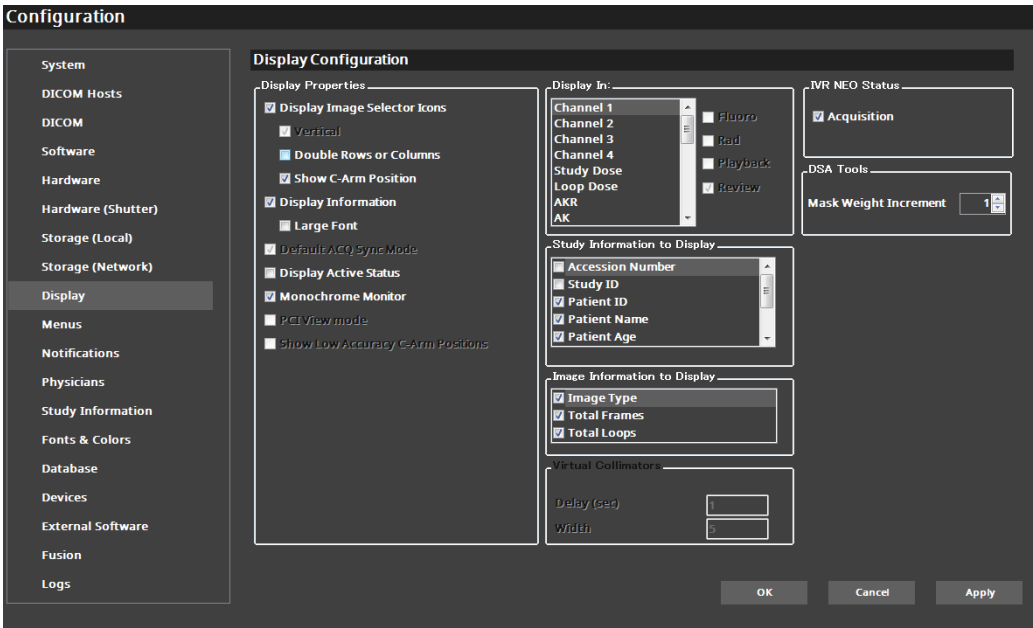 Configuration
System
DICOM Hosts
DICOM
Software
Hardware
Hardware (Shutter)
Storage (Local)
Storage (Network)
Display
Menus
Notifications
Physicians
Study Information
Fonts & Colors
Database
Devices
External Software
Fusion
Logs
Display Configuration
Display Properties
Display Image Selector Icons
Vertical
Double Rows or Columns
Show C-Arm Position
Display Information
Large Font
Default ACQ Sync Mode
Display Active Status
Monochrome Monitor
PCI View mode
Show Low Accuracy C-Arm Positions
Display In:
Channel 1
Channel 2
Channel 3
Channel 4
Study Dose
Loop Dose
AKR
AK
Fluoro
Rad
Playback
Review
Study Information to Display
Accession Number
Study ID
Patient ID
Patient Name
Patient Age
Image Information to Display
Image Type
Total Frames
Total Loops
Virtual Collimators
Delay (sec) 1
Width 5
IVR NEO Status
Acquisition
DSA Tools
Mask Weight Increment 1
OK Cancel Apply